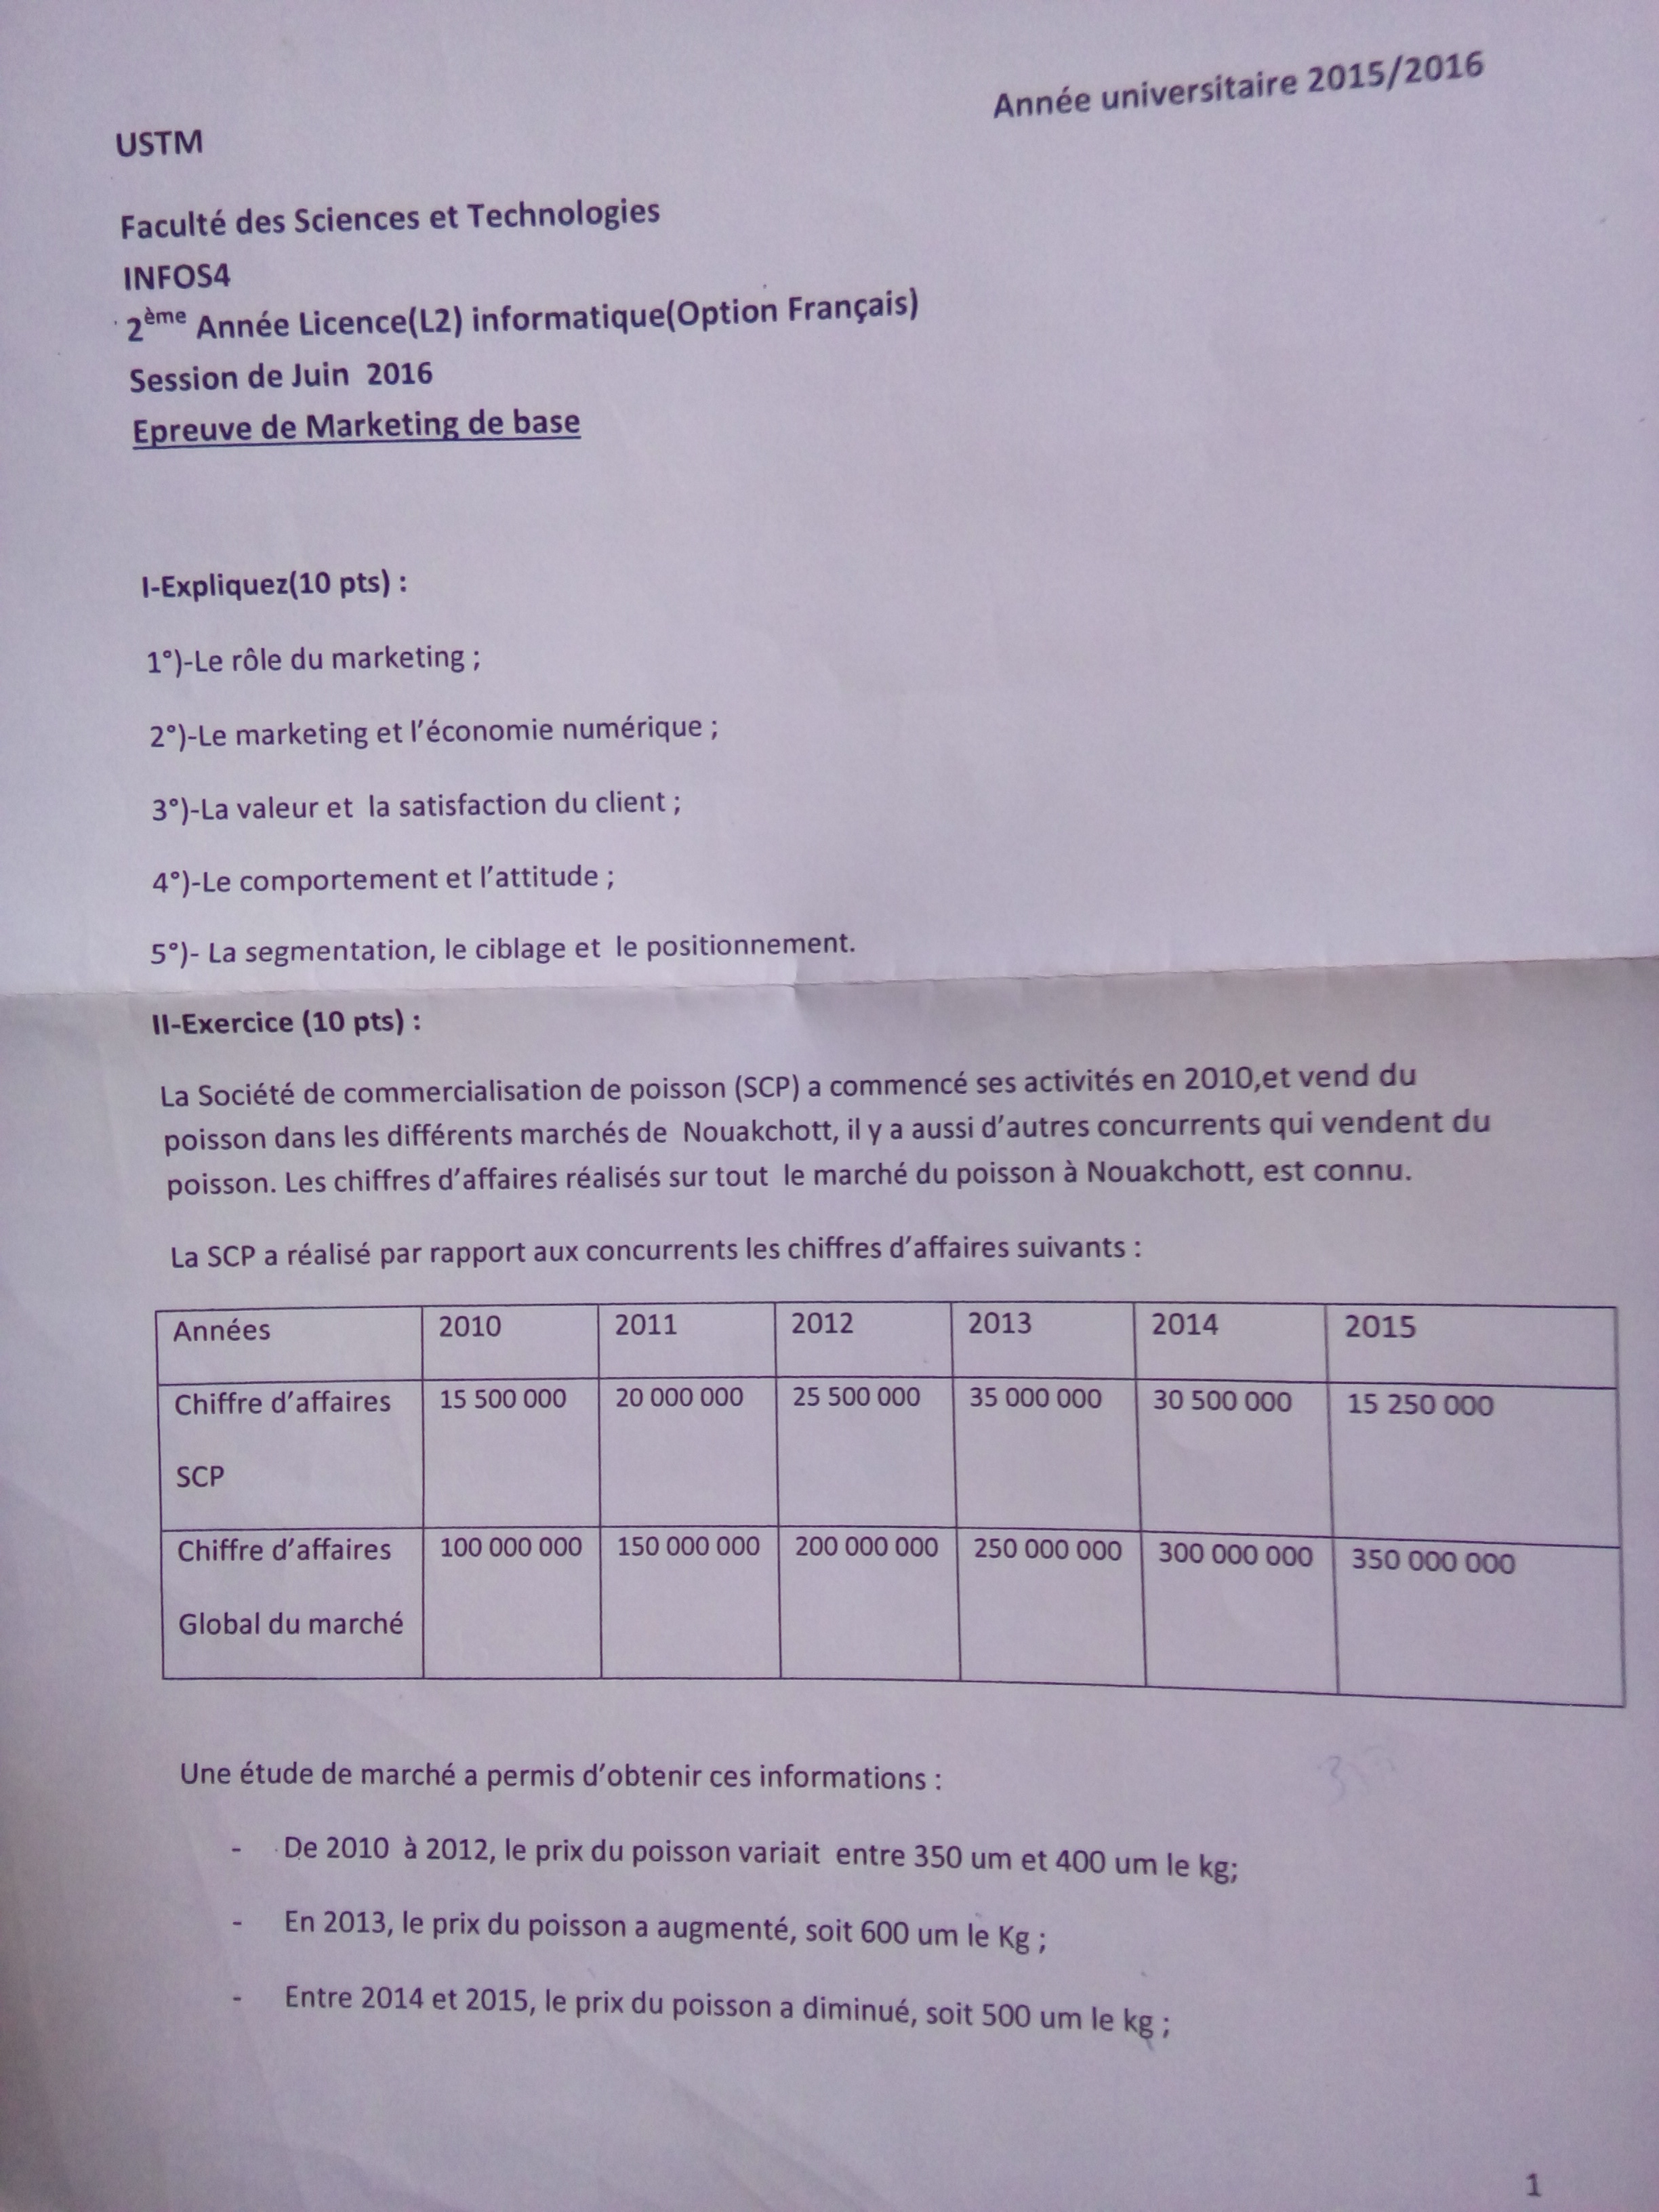 Année universitaire 2015/2016
USTM
Faculté des Sciences et Technologies
INFOS4
2ème Année Licence(L2) informatique(Option Français)
Session de Juin 2016
Epreuve de Marketing de base
I-Expliquez(10 pts) :
1°)-Le rôle du marketing ;
2°)-Le marketing et l'économie numérique ;
3°)-La valeur et la satisfaction du client ;
4°)-Le comportement et l'attitude ;
5°)- La segmentation, le ciblage et le positionnement.
II-Exercice (10 pts) :
La Société de commercialisation de poisson (SCP) a commencé ses activités en 2010,et vend du
poisson dans les différents marchés de Nouakchott, il y a aussi d'autres concurrents qui vendent du
poisson. Les chiffres d'affaires réalisés sur tout le marché du poisson à Nouakchott, est connu.
La SCP a réalisé par rapport aux concurrents les chiffres d'affaires suivants :
Années 2010 2011 2012 2013 2014 2015
Chiffre d'affaires 15 500 000 20 000 000 25 500 000 35 000 000 30 500 000 15 250 000
SCP
Chiffre d'affaires 100 000 000 150 000 000 200 000 000 250 000 000 300 000 000 350 000 000
Global du marché
Une étude de marché a permis d'obtenir ces informations :
- De 2010 à 2012, le prix du poisson variait entre 350 um et 400 um le kg;
- En 2013, le prix du poisson a augmenté, soit 600 um le Kg ;
- Entre 2014 et 2015, le prix du poisson a diminué, soit 500 um le kg ;
1